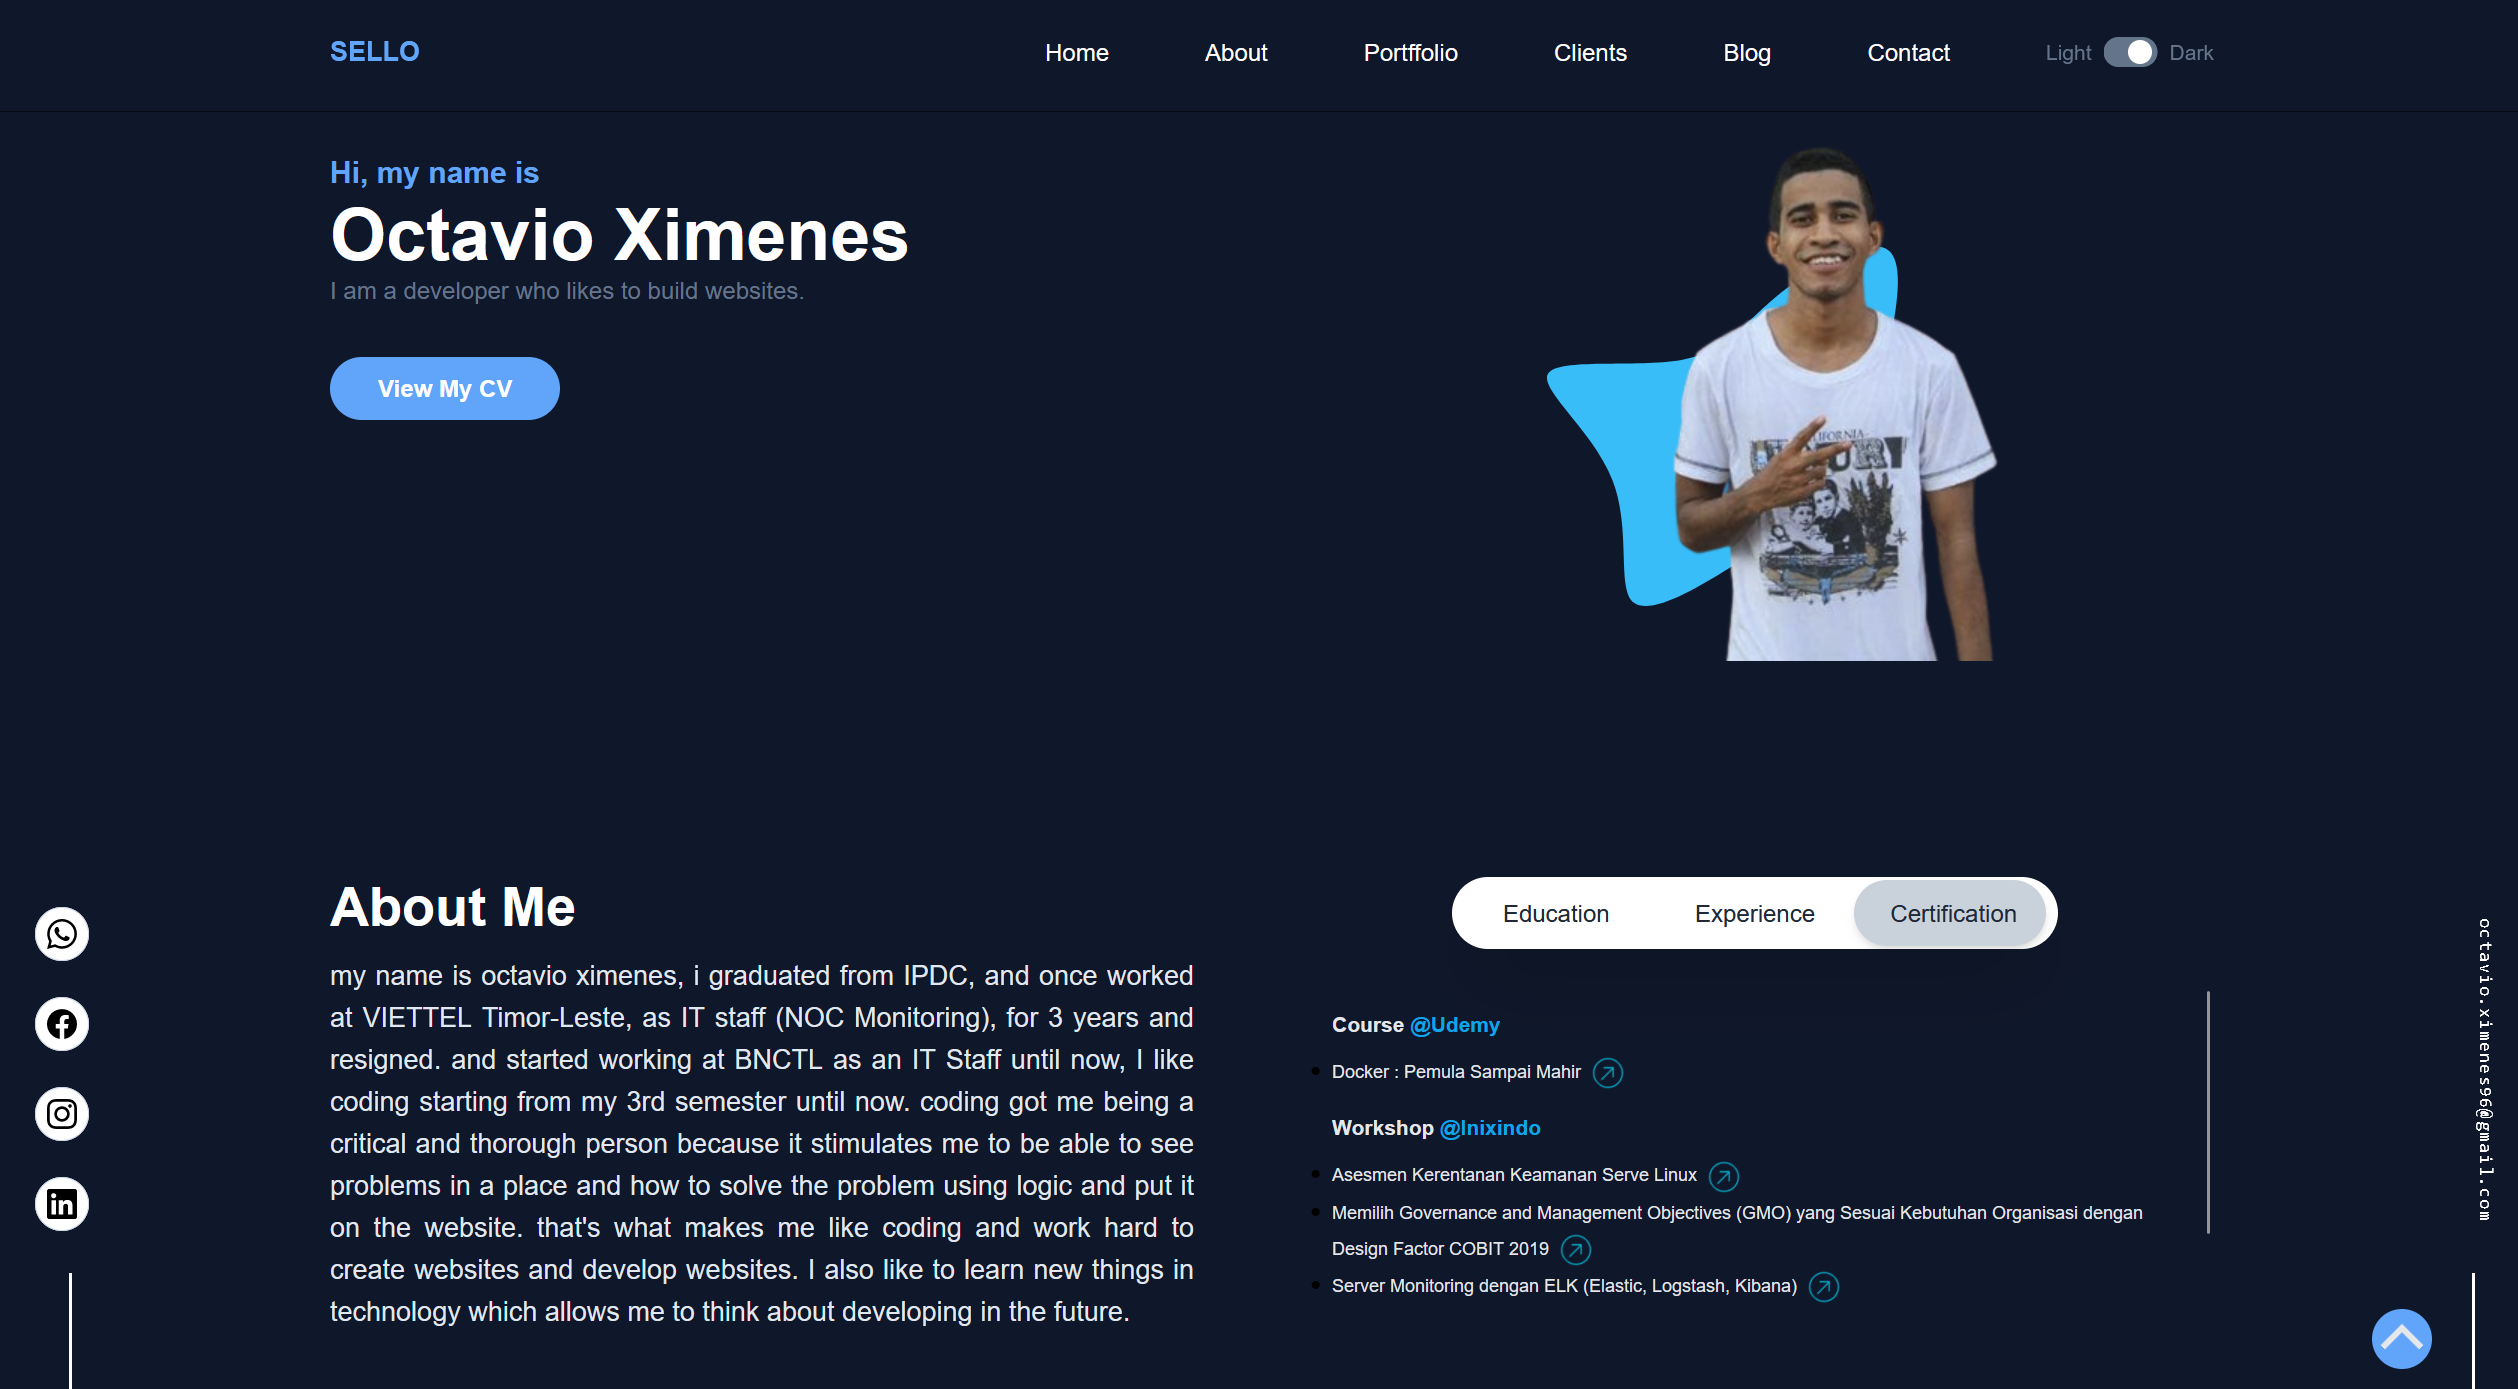 SELLO
Home
About
Portffolio
Clients
Blog
Contact
Light
Dark
Hi, my name is
Octavio Ximenes
I am a developer who likes to build websites.
View My CV
About Me
my name is octavio ximenes, i graduated from IPDC, and once worked
at VIETTEL Timor-Leste, as IT staff (NOC Monitoring), for 3 years and
resigned. and started working at BNCTL as an IT Staff until now, I like
coding starting from my 3rd semester until now. coding got me being a
critical and thorough person because it stimulates me to be able to see
problems in a place and how to solve the problem using logic and put it
on the website. that's what makes me like coding and work hard to
create websites and develop websites. I also like to learn new things in
technology which allows me to think about developing in the future.
Education
Experience
Certification
Course @Udemy
Docker : Pemula Sampai Mahir
Workshop @Inixindo
Asesmen Kerentanan Keamanan Serve Linux
Memilih Governance and Management Objectives (GMO) yang Sesuai Kebutuhan Organisasi dengan
Design Factor COBIT 2019
Server Monitoring dengan ELK (Elastic, Logstash, Kibana)
octavio.ximenes96@gmail.com